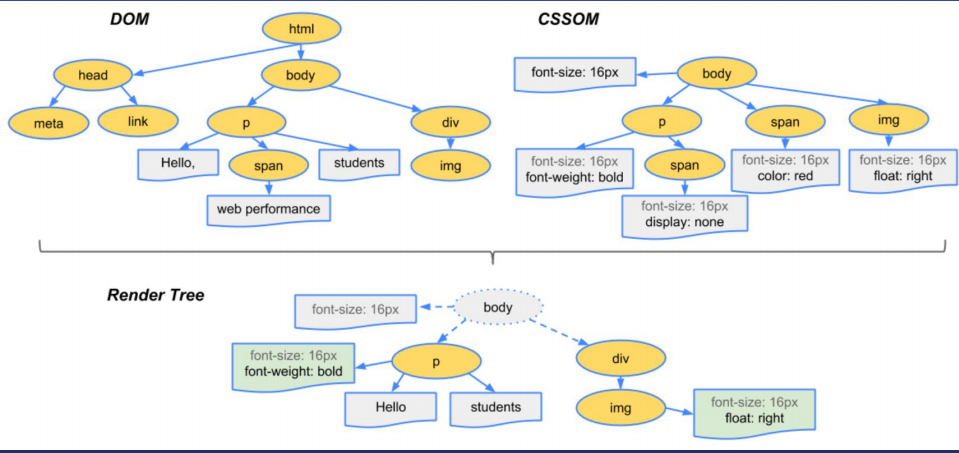 DOM
CSSOM
html
head
body
meta
link
p
div
Hello,
span
students
img
web performance
font-size: 16px
body
p
span
img
font-size: 16px
font-weight: bold
span
font-size: 16px
color: red
font-size: 16px
float: right
font-size: 16px
display: none
Render Tree
font-size: 16px
body
font-size: 16px
font-weight: bold
p
div
Hello
students
img
font-size: 16px
float: right